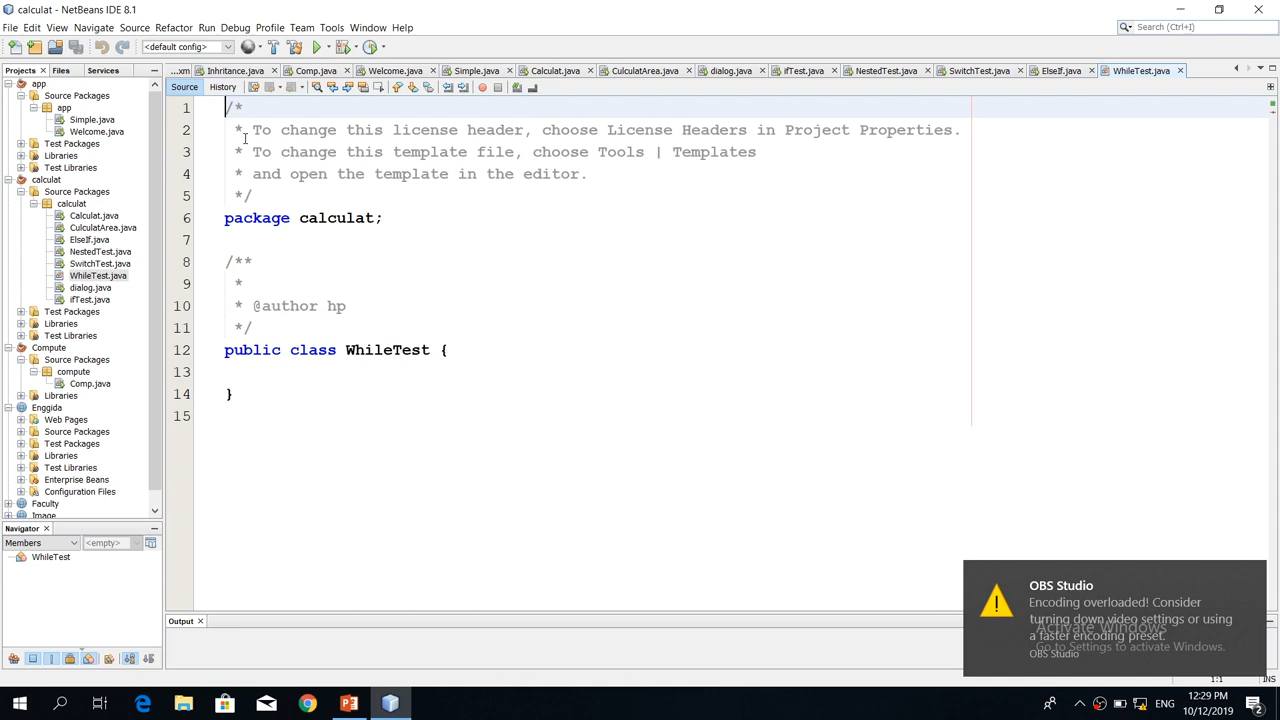 calculat - NetBeans IDE 8.1
File Edit View Navigate Source Refactor Run Debug Profile Team Tools Window Help
Search (Ctrl+I)
<default config>
Projects Files Services
...xm Inhritance.java Comp.java Welcome.java Simple.java Calculat.java CulculatArea.java dialog.java ifTest.java NestedTest.java SwitchTest.java ElseIf.java WhileTest.java
Source History
app
Source Packages
app
Simple.java
Welcome.java
Test Packages
Libraries
Test Libraries
calculat
Source Packages
calculat
Calculat.java
CulculatArea.java
ElseIf.java
NestedTest.java
SwitchTest.java
WhileTest.java
dialog.java
ifTest.java
Test Packages
Libraries
Test Libraries
Compute
Source Packages
compute
Comp.java
Libraries
Test Libraries
Enggida
Web Pages
Source Packages
Test Packages
Libraries
Test Libraries
Enterprise Beans
Configuration Files
Faculty
Image
1 /*
2 * To change this license header, choose License Headers in Project Properties.
3 * To change this template file, choose Tools | Templates
4 * and open the template in the editor.
5 */
6 package calculat;
7
8 /**
9 *
10 * @author hp
11 */
12 public class WhileTest {
13
14 }
15
Navigator
Members <empty>
WhileTest
Output
OBS Studio
Encoding overloaded! Consider
turning down video settings or using
a faster encoding preset.
OBS Studio
Activate Windows
Go to Settings to activate Windows.
1:1 INS
ENG
12:29 PM
10/12/2019
2